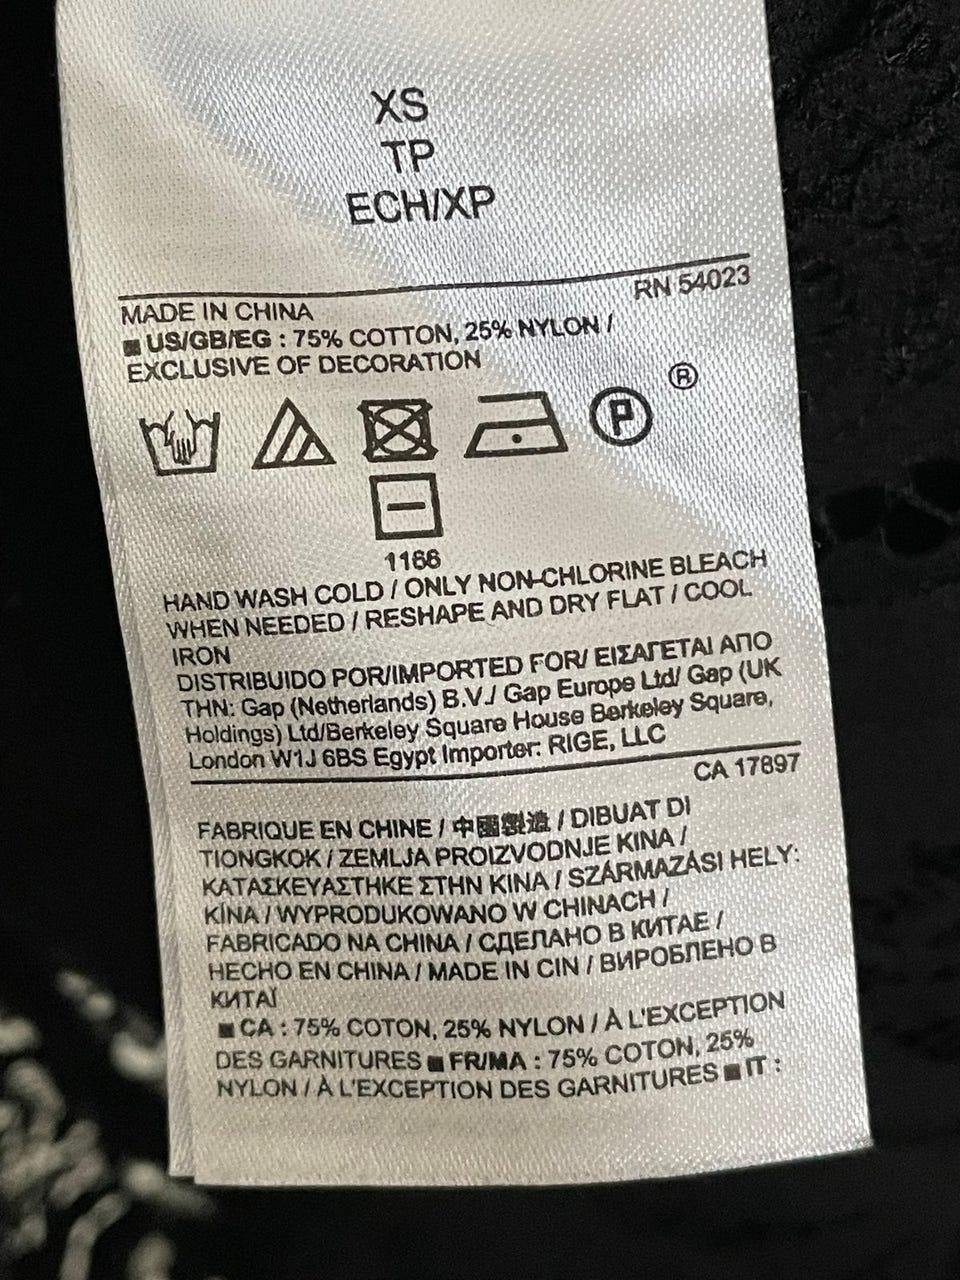 XS
TP
ECH/XP
RN 54023
MADE IN CHINA
■ US/GB/EG : 75% COTTON, 25% NYLON /
EXCLUSIVE OF DECORATION
®
P
1166
HAND WASH COLD / ONLY NON-CHLORINE BLEACH
WHEN NEEDED / RESHAPE AND DRY FLAT / COOL
IRON
DISTRIBUIDO POR/IMPORTED FOR/ ΕΙΣΑΓΕΤΑΙ ΑΠΟ
ΤΗΝ: Gap (Netherlands) B.V./ Gap Europe Ltd/ Gap (UK
Holdings) Ltd/Berkeley Square House Berkeley Square,
London W1J 6BS Egypt Importer: RIGE, LLC
CA 17897
FABRIQUE EN CHINE / 中國製造 / DIBUAT DI
TIONGKOK / ZEMLJA PROIZVODNJE KINA /
ΚΑΤΑΣΚΕΥΑΣΤΗΚΕ ΣΤΗΝ ΚΙΝΑ / SZÁRMAZÁSI HELY:
KÍNA / WYPRODUKOWANO W CHINACH /
FABRICADO NA CHINA / СДЕЛАНО В КИТАЕ /
HECHO EN CHINA / MADE IN CIN / ВИРОБЛЕНО В
КИТАЇ
■ CA : 75% COTON, 25% NYLON / À L'EXCEPTION
DES GARNITURES ■ FR/MA : 75% COTON, 25%
NYLON / À L'EXCEPTION DES GARNITURES ■ IT :